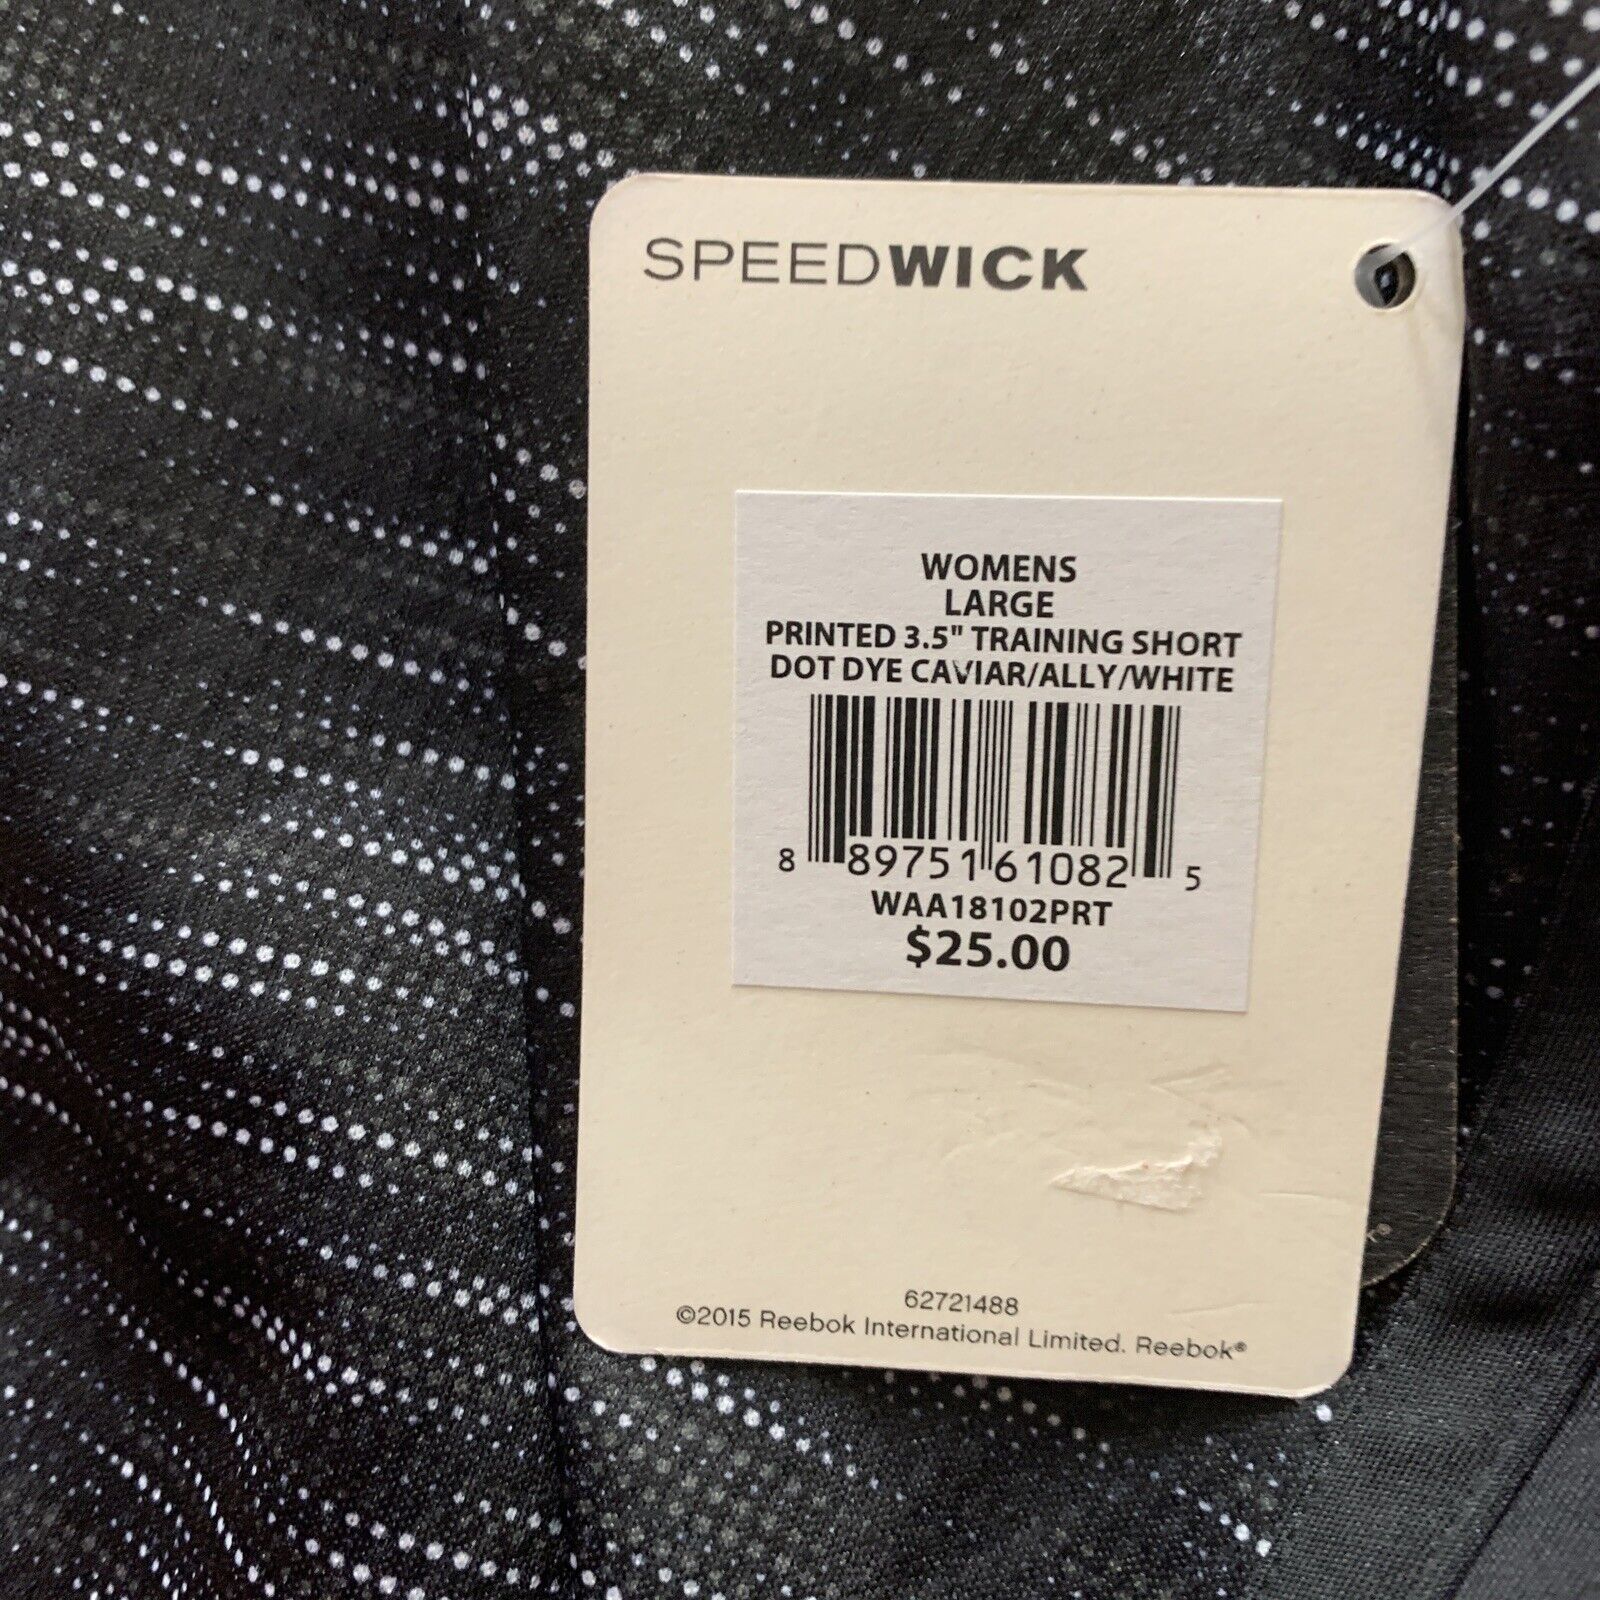 SPEEDWICK
WOMENS
LARGE
PRINTED 3.5" TRAINING SHORT
DOT DYE CAVIAR/ALLY/WHITE
8 89751 61082 5
WAA18102PRT
$25.00
62721488
©2015 Reebok International Limited. Reebok®